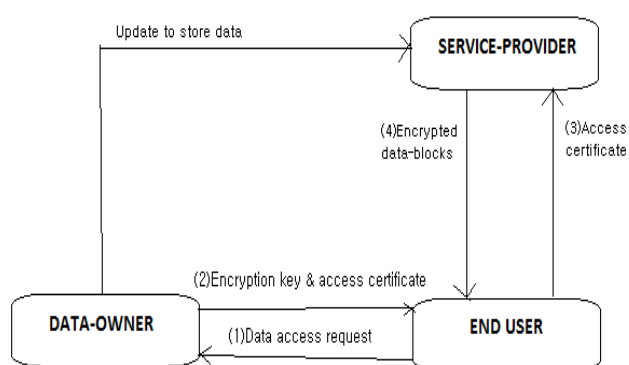 Update to store data
SERVICE-PROVIDER
(4)Encrypted
data-blocks
(3)Access
certificate
(2)Encryption key & access certificate
DATA-OWNER
(1)Data access request
END USER